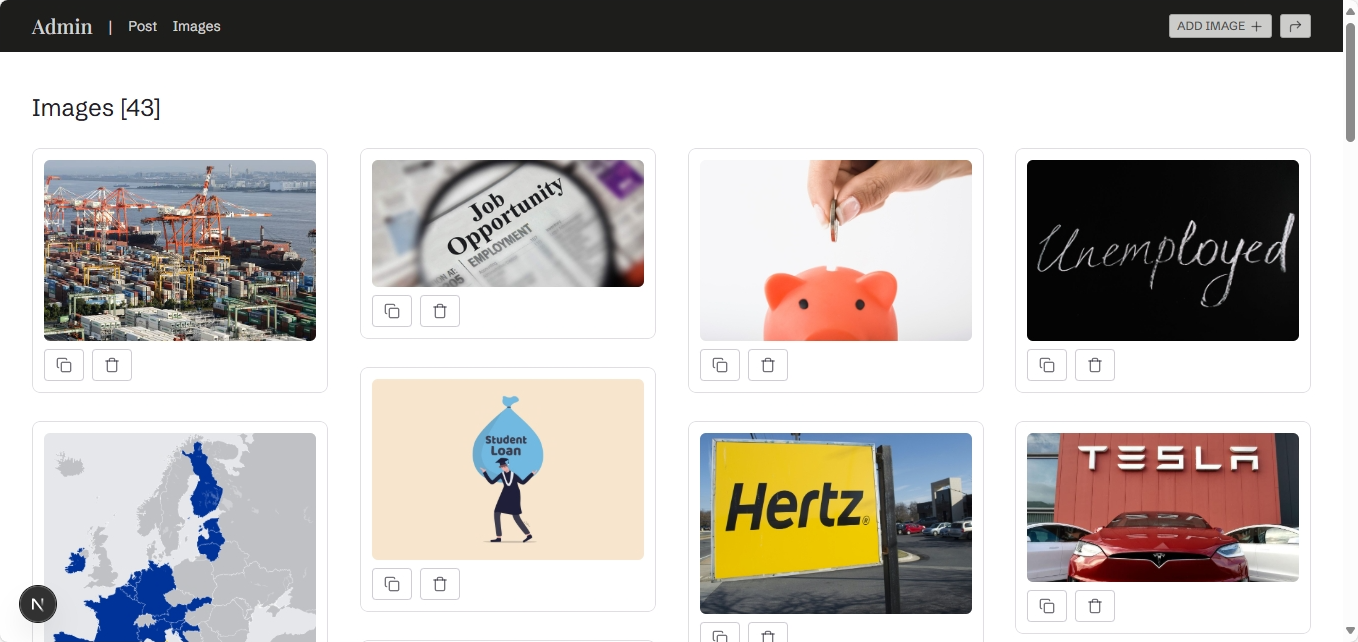 Admin | Post Images
ADD IMAGE +
Images [43]
Job
Opportunity
EMPLOYMENT
Unemployed
Student
Loan
Hertz®
TESLA
N